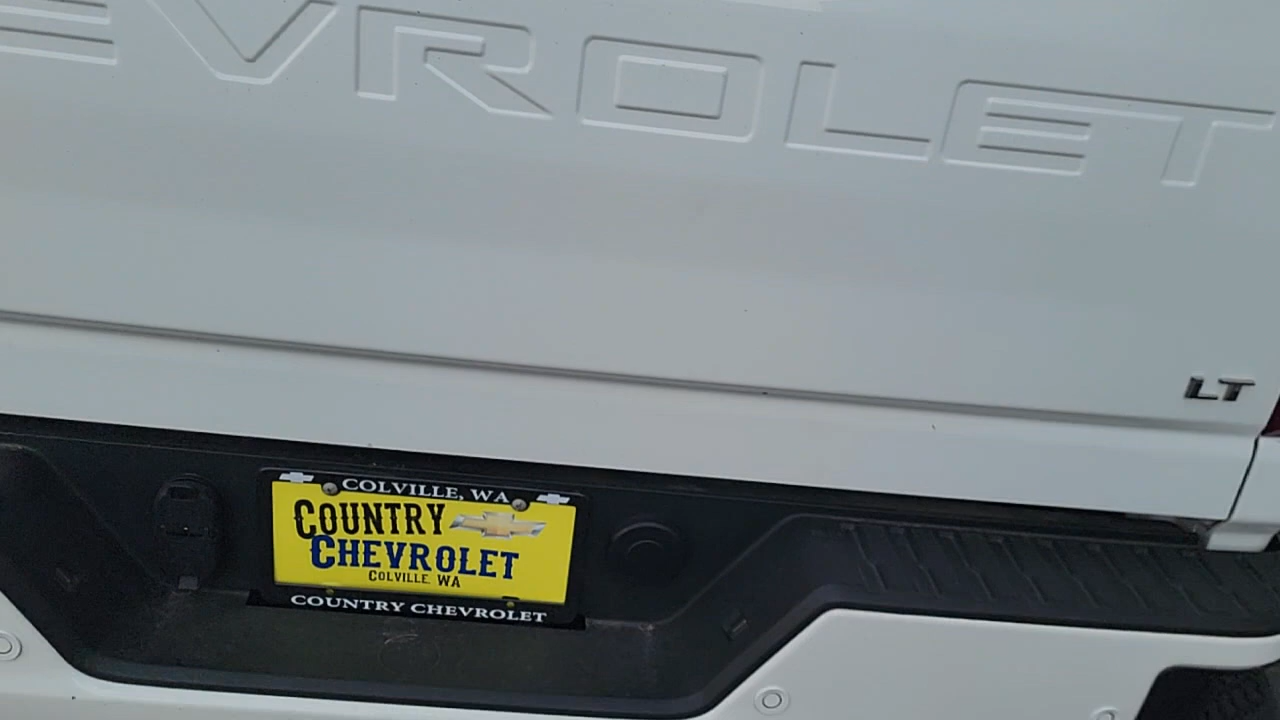 EVROLET
LT
COLVILLE, WA
COUNTRY
CHEVROLET
COLVILLE, WA
COUNTRY CHEVROLET